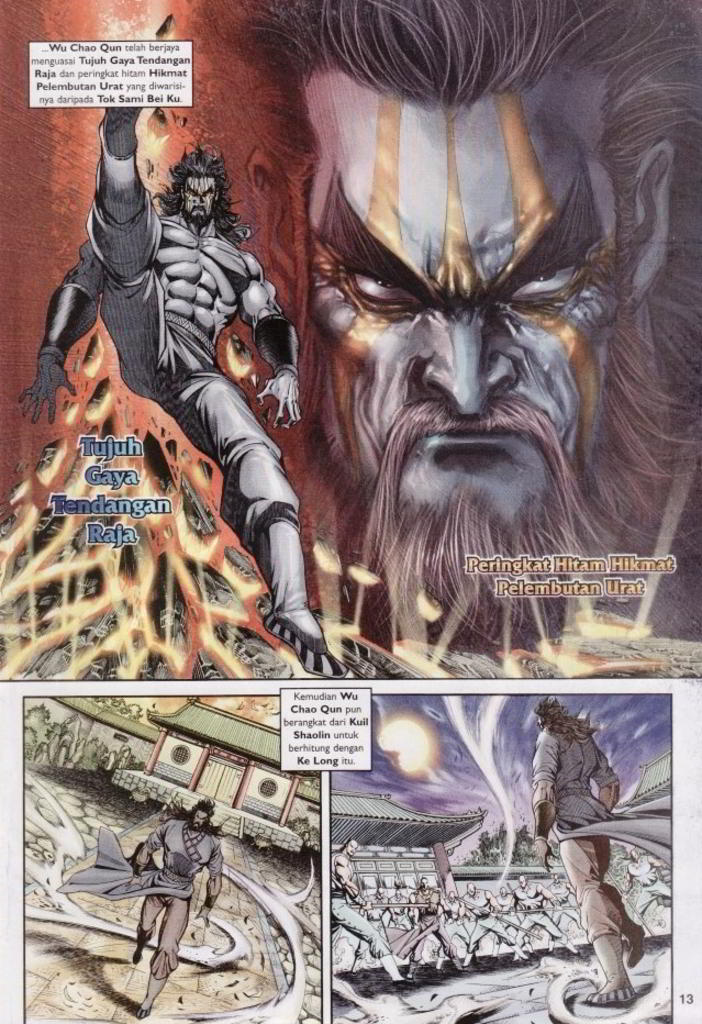 ...Wu Chao Qun telah berjaya
menguasai Tujuh Gaya Tendangan
Raja dan peringkat hitam Hikmat
Pelembutan Urat yang diwarisi-
nya daripada Tok Sami Bei Ku.
Tujuh
Gaya
Tendangan
Raja
Peringkat Hitam Hikmat
Pelembutan Urat
Kemudian Wu
Chao Qun pun
berangkat dari Kuil
Shaolin untuk
berhitung dengan
Ke Long itu.
13